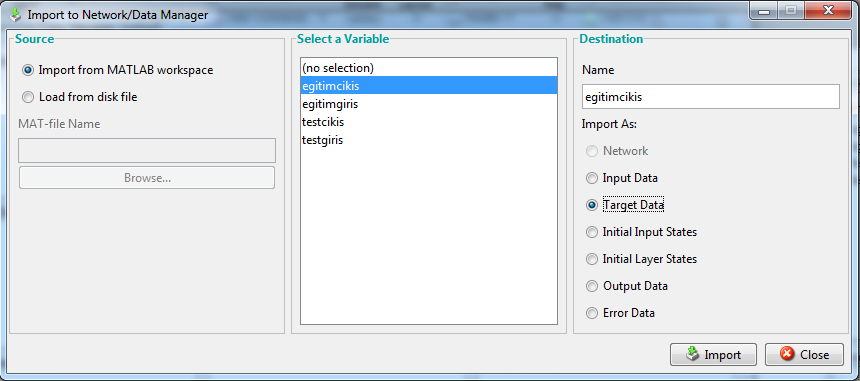 Import to Network/Data Manager
Source
Import from MATLAB workspace
Load from disk file
MAT-file Name
Browse...
Select a Variable
(no selection)
egitimcikis
egitimgiris
testcikis
testgiris
Destination
Name
egitimcikis
Import As:
Network
Input Data
Target Data
Initial Input States
Initial Layer States
Output Data
Error Data
Import
Close